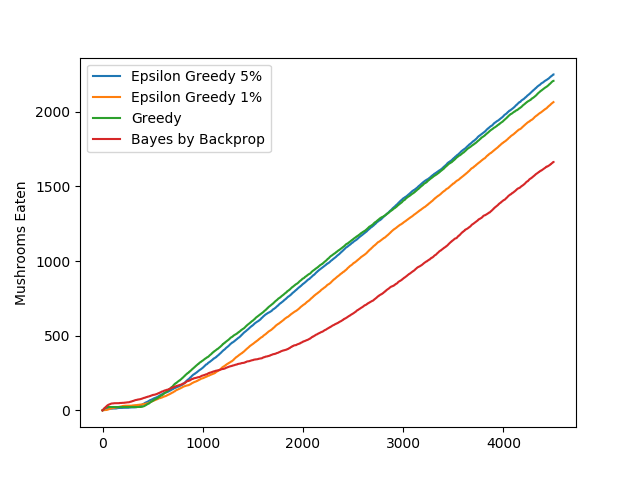 Epsilon Greedy 5%
Epsilon Greedy 1%
Greedy
Bayes by Backprop
Mushrooms Eaten
2000
1500
1000
500
0
0 1000 2000 3000 4000